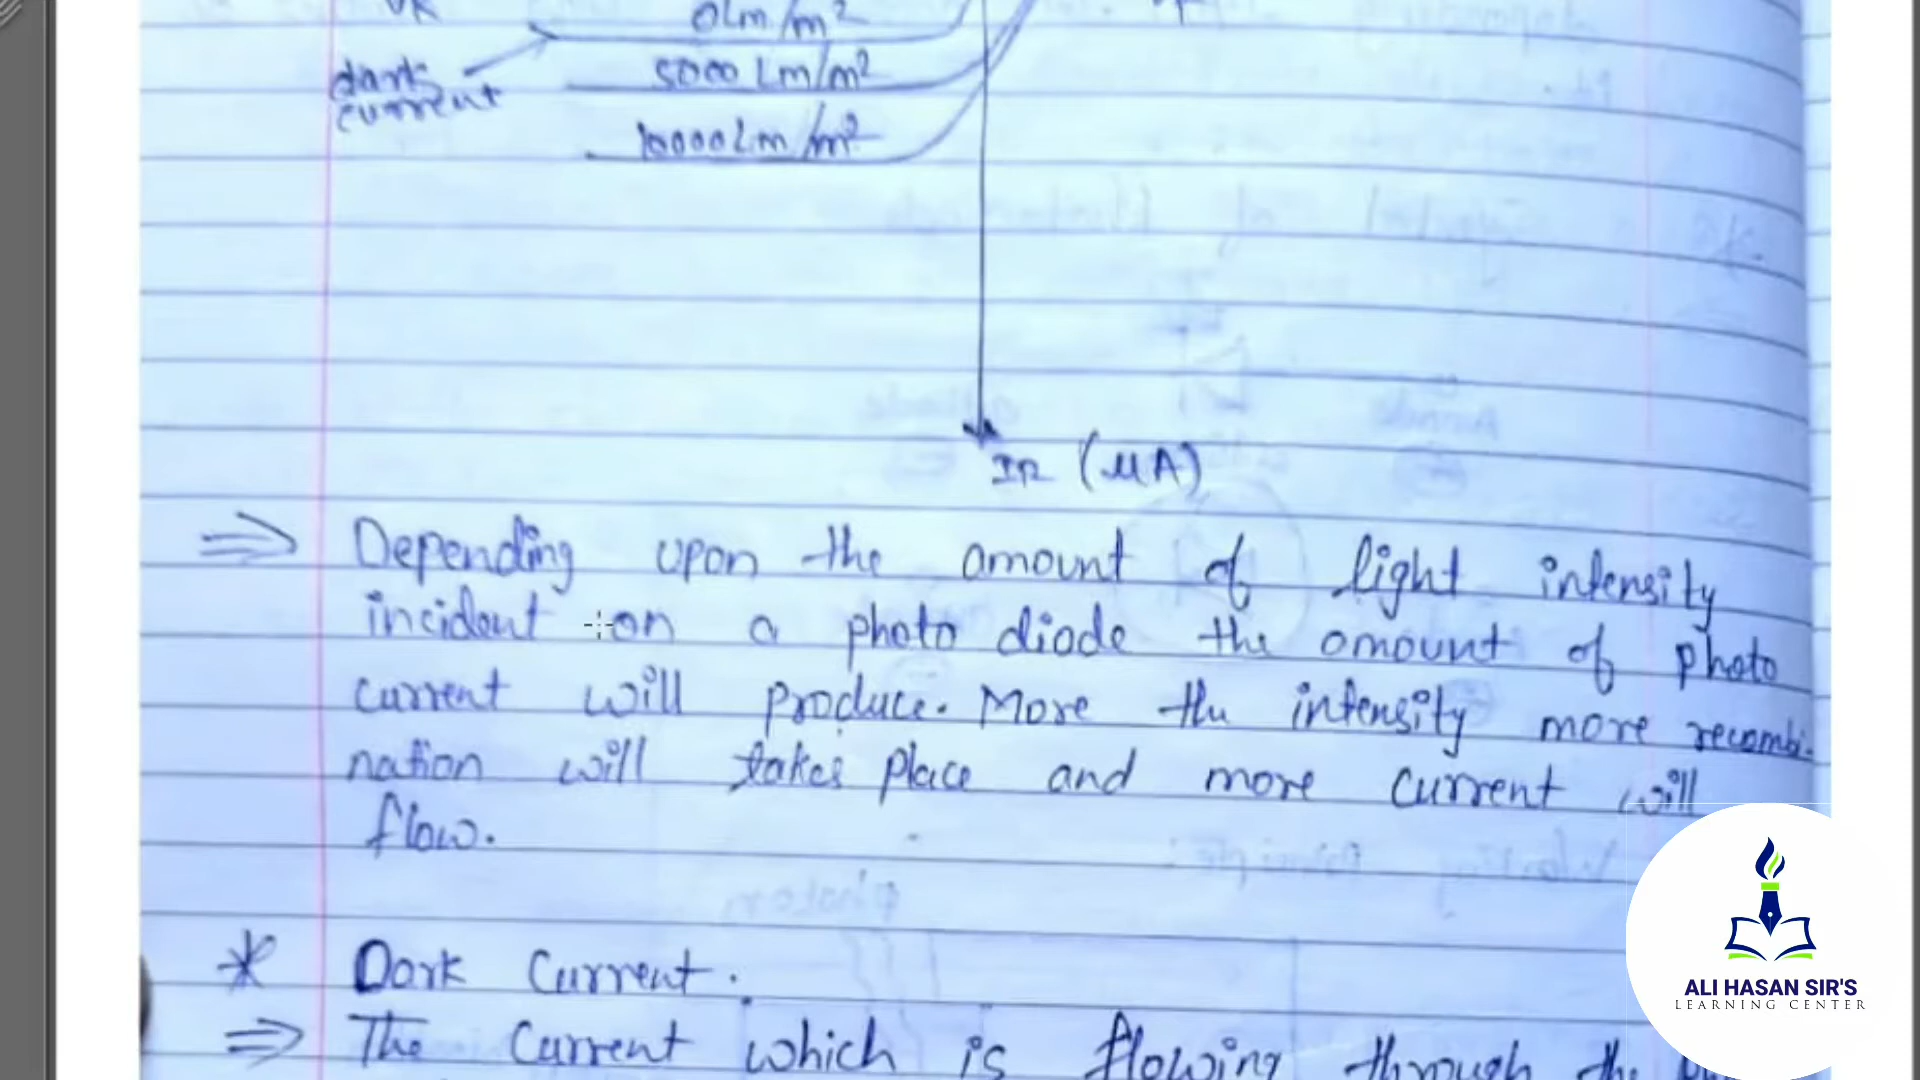 VR
0Lm/m²
dark
current
5000 Lm/m²
10000Lm/m²
IR (μA)
⇒ Depending upon the amount of light intensity
incident on a photo diode the amount of photo
current will produce. More the intensity more recombi-
nation will takes place and more current will
flow.
* Dark Current.
⇒ The Current which is flowing through the
ALI HASAN SIR'S
LEARNING CENTER